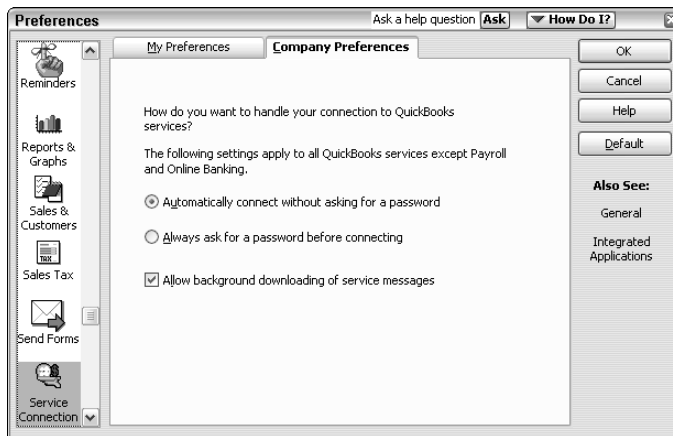 Preferences
Ask a help question Ask
How Do I?
My Preferences
Company Preferences
Reminders
Reports &
Graphs
Sales &
Customers
TAX
Sales Tax
Send Forms
Service
Connection
How do you want to handle your connection to QuickBooks
services?
The following settings apply to all QuickBooks services except Payroll
and Online Banking.
Automatically connect without asking for a password
Always ask for a password before connecting
Allow background downloading of service messages
OK
Cancel
Help
Default
Also See:
General
Integrated
Applications